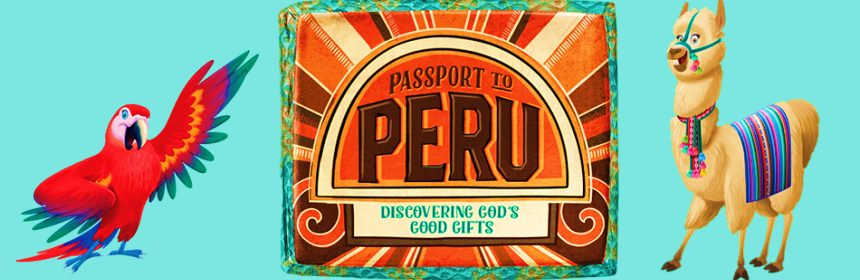 PASSPORT TO
PERU
DISCOVERING GOD'S
GOOD GIFTS